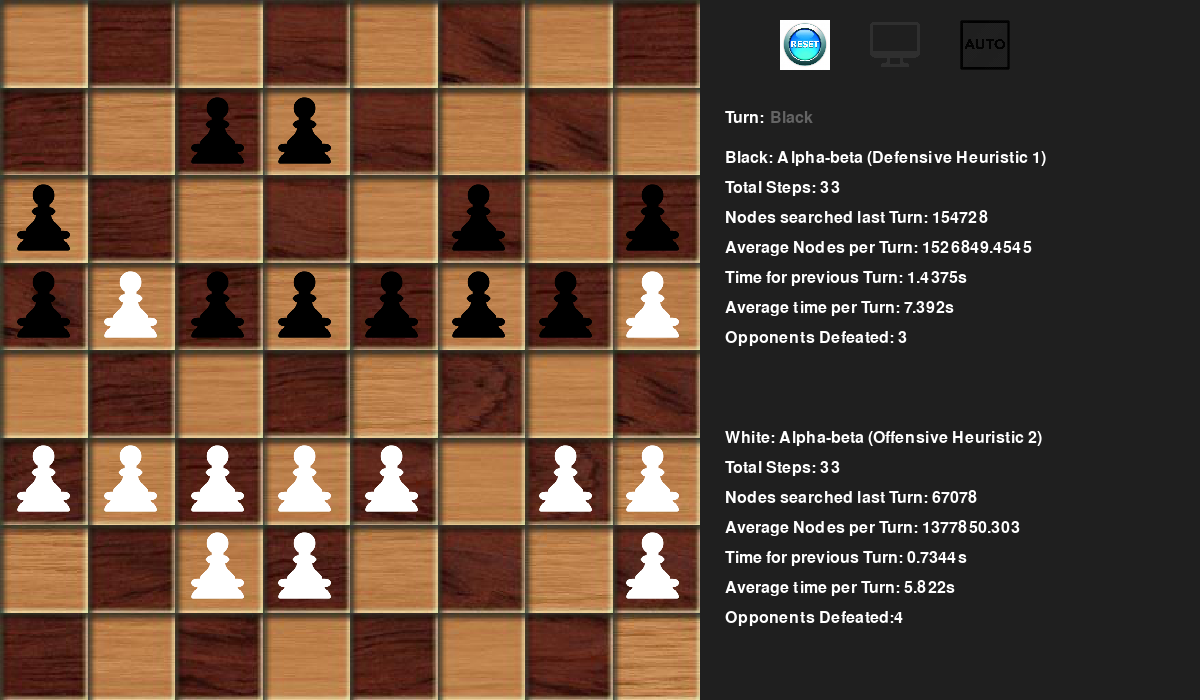 RESET
AUTO
Turn: Black
Black: Alpha-beta (Defensive Heuristic 1)
Total Steps: 33
Nodes searched last Turn: 154728
Average Nodes per Turn: 1526849.4545
Time for previous Turn: 1.4375s
Average time per Turn: 7.392s
Opponents Defeated: 3
White: Alpha-beta (Offensive Heuristic 2)
Total Steps: 33
Nodes searched last Turn: 67078
Average Nodes per Turn: 1377850.303
Time for previous Turn: 0.7344s
Average time per Turn: 5.822s
Opponents Defeated:4